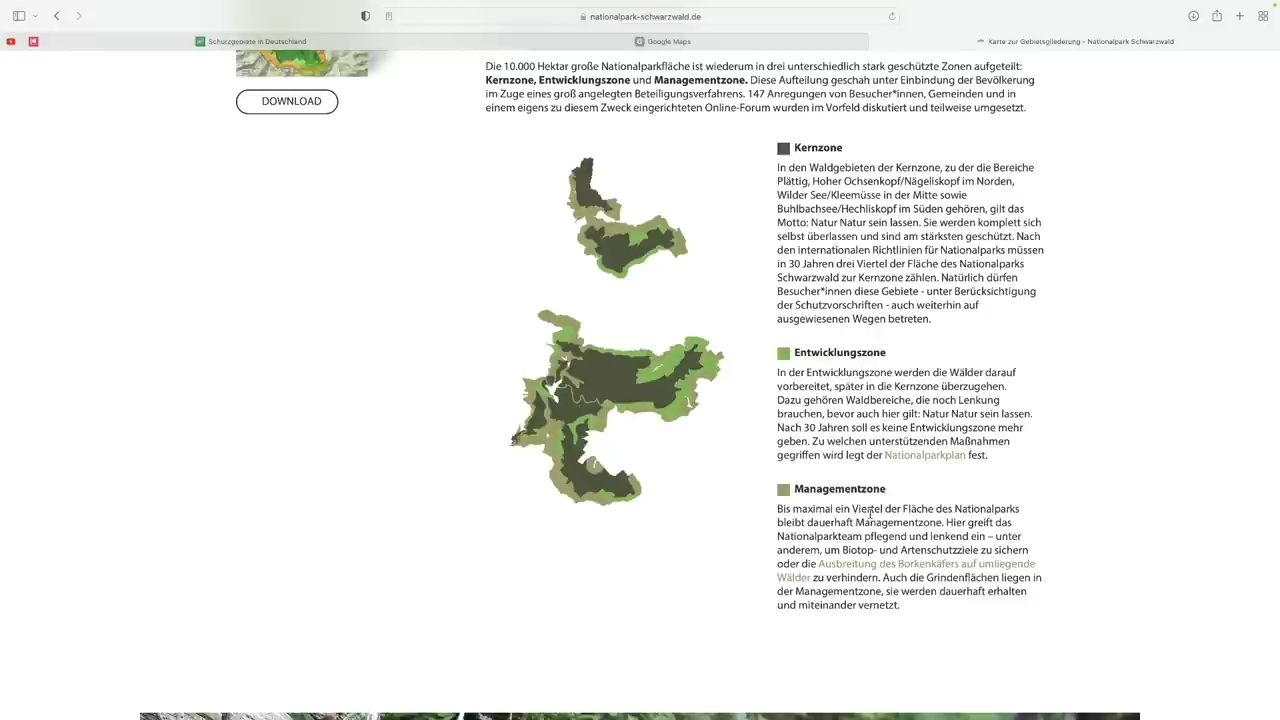 nationalpark-schwarzwald.de
Schutzgebiete in Deutschland
Google Maps
Karte zur Gebietsgliederung – Nationalpark Schwarzwald
DOWNLOAD
Die 10.000 Hektar große Nationalparkfläche ist wiederum in drei unterschiedlich stark geschützte Zonen aufgeteilt:
Kernzone, Entwicklungszone und Managementzone. Diese Aufteilung geschah unter Einbindung der Bevölkerung
im Zuge eines groß angelegten Beteiligungsverfahrens. 147 Anregungen von Besucher*innen, Gemeinden und in
einem eigens zu diesem Zweck eingerichteten Online-Forum wurden im Vorfeld diskutiert und teilweise umgesetzt.
Kernzone
In den Waldgebieten der Kernzone, zu der die Bereiche
Plättig, Hoher Ochsenkopf/Nägeliskopf im Norden,
Wilder See/Kleemüsse in der Mitte sowie
Buhlbachsee/Hechliskopf im Süden gehören, gilt das
Motto: Natur Natur sein lassen. Sie werden komplett sich
selbst überlassen und sind am stärksten geschützt. Nach
den internationalen Richtlinien für Nationalparks müssen
in 30 Jahren drei Viertel der Fläche des Nationalparks
Schwarzwald zur Kernzone zählen. Natürlich dürfen
Besucher*innen diese Gebiete - unter Berücksichtigung
der Schutzvorschriften - auch weiterhin auf
ausgewiesenen Wegen betreten.
Entwicklungszone
In der Entwicklungszone werden die Wälder darauf
vorbereitet, später in die Kernzone überzugehen.
Dazu gehören Waldbereiche, die noch Lenkung
brauchen, bevor auch hier gilt: Natur Natur sein lassen.
Nach 30 Jahren soll es keine Entwicklungszone mehr
geben. Zu welchen unterstützenden Maßnahmen
gegriffen wird legt der Nationalparkplan fest.
Managementzone
Bis maximal ein Viertel der Fläche des Nationalparks
bleibt dauerhaft Managementzone. Hier greift das
Nationalparkteam pflegend und lenkend ein – unter
anderem, um Biotop- und Artenschutzziele zu sichern
oder die Ausbreitung des Borkenkäfers auf umliegende
Wälder zu verhindern. Auch die Grindenflächen liegen in
der Managementzone, sie werden dauerhaft erhalten
und miteinander vernetzt.